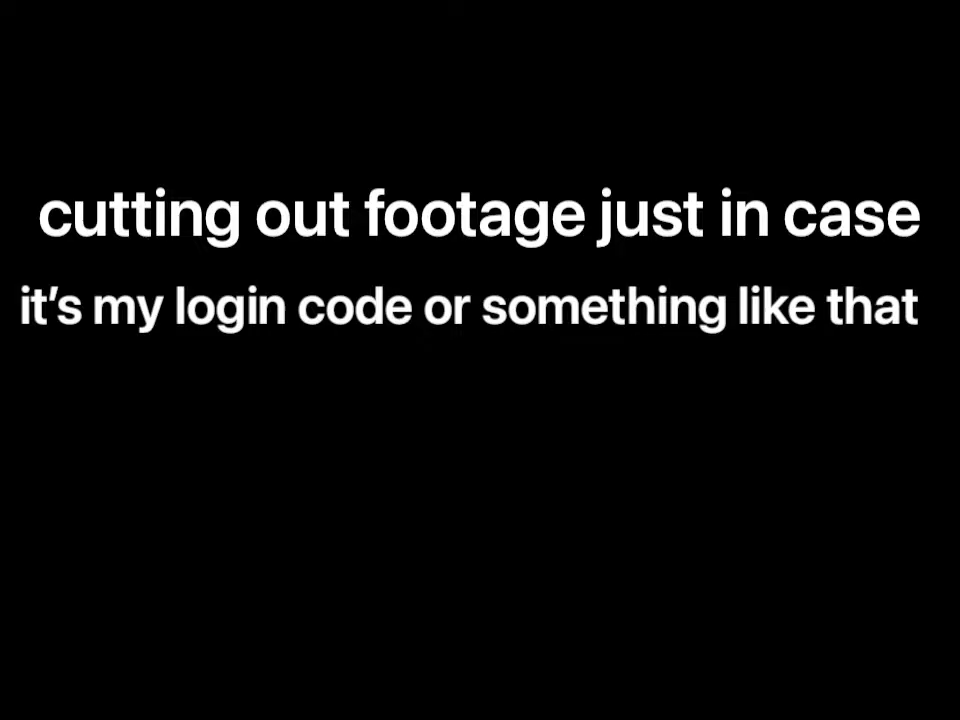 cutting out footage just in case
it’s my login code or something like that